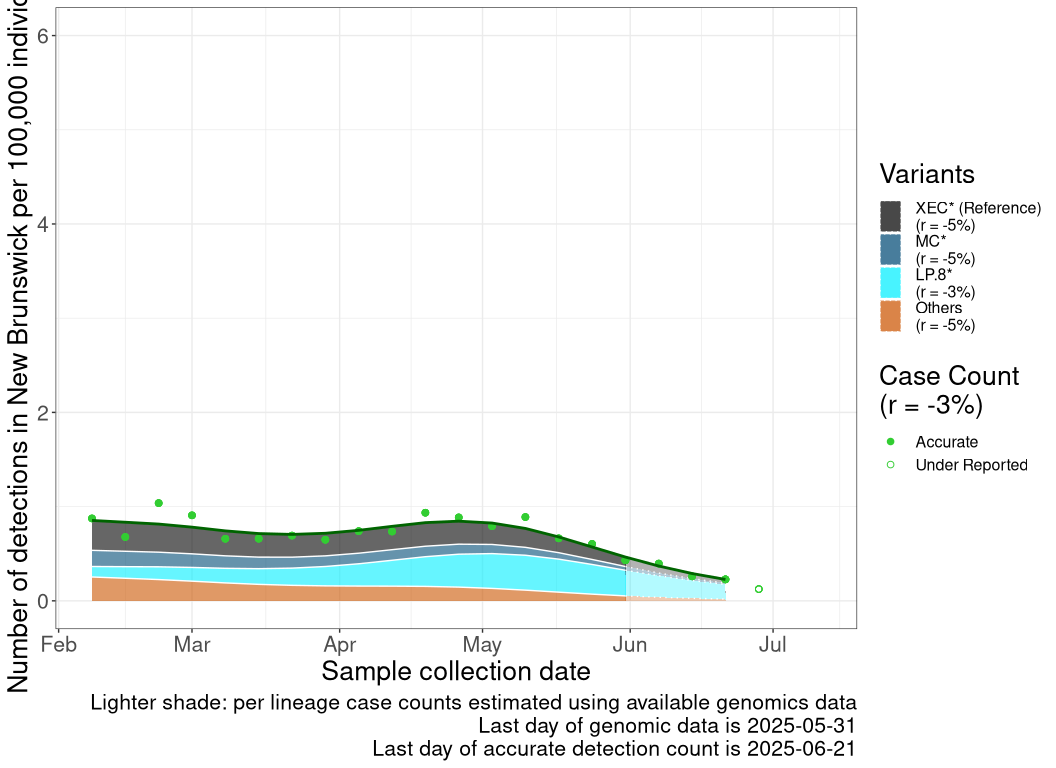 Number of detections in New Brunswick per 100,000
6
4
2
0
Feb Mar Apr May Jun Jul
Sample collection date
Variants
XEC* (Reference)
(r = -5%)
MC*
(r = -5%)
LP.8*
(r = -3%)
Others
(r = -5%)
Case Count
(r = -3%)
Accurate
Under Reported
Lighter shade: per lineage case counts estimated using available genomics data
Last day of genomic data is 2025-05-31
Last day of accurate detection count is 2025-06-21